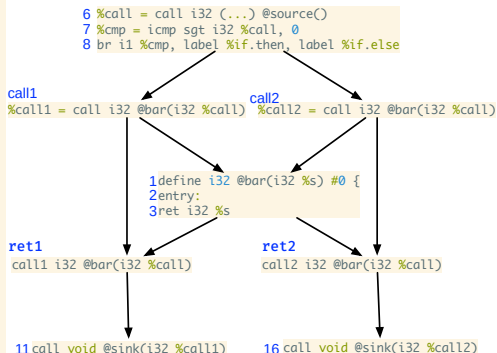 6 %call = call i32 (...) @source()
7 %cmp = icmp sgt i32 %call, 0
8 br i1 %cmp, label %if.then, label %if.else
call1
%call1 = call i32 @bar(i32 %call)
call2
%call2 = call i32 @bar(i32 %call)
1 define i32 @bar(i32 %s) #0 {
2 entry:
3 ret i32 %s
ret1
call1 i32 @bar(i32 %call)
ret2
call2 i32 @bar(i32 %call)
11 call void @sink(i32 %call1)
16 call void @sink(i32 %call2)